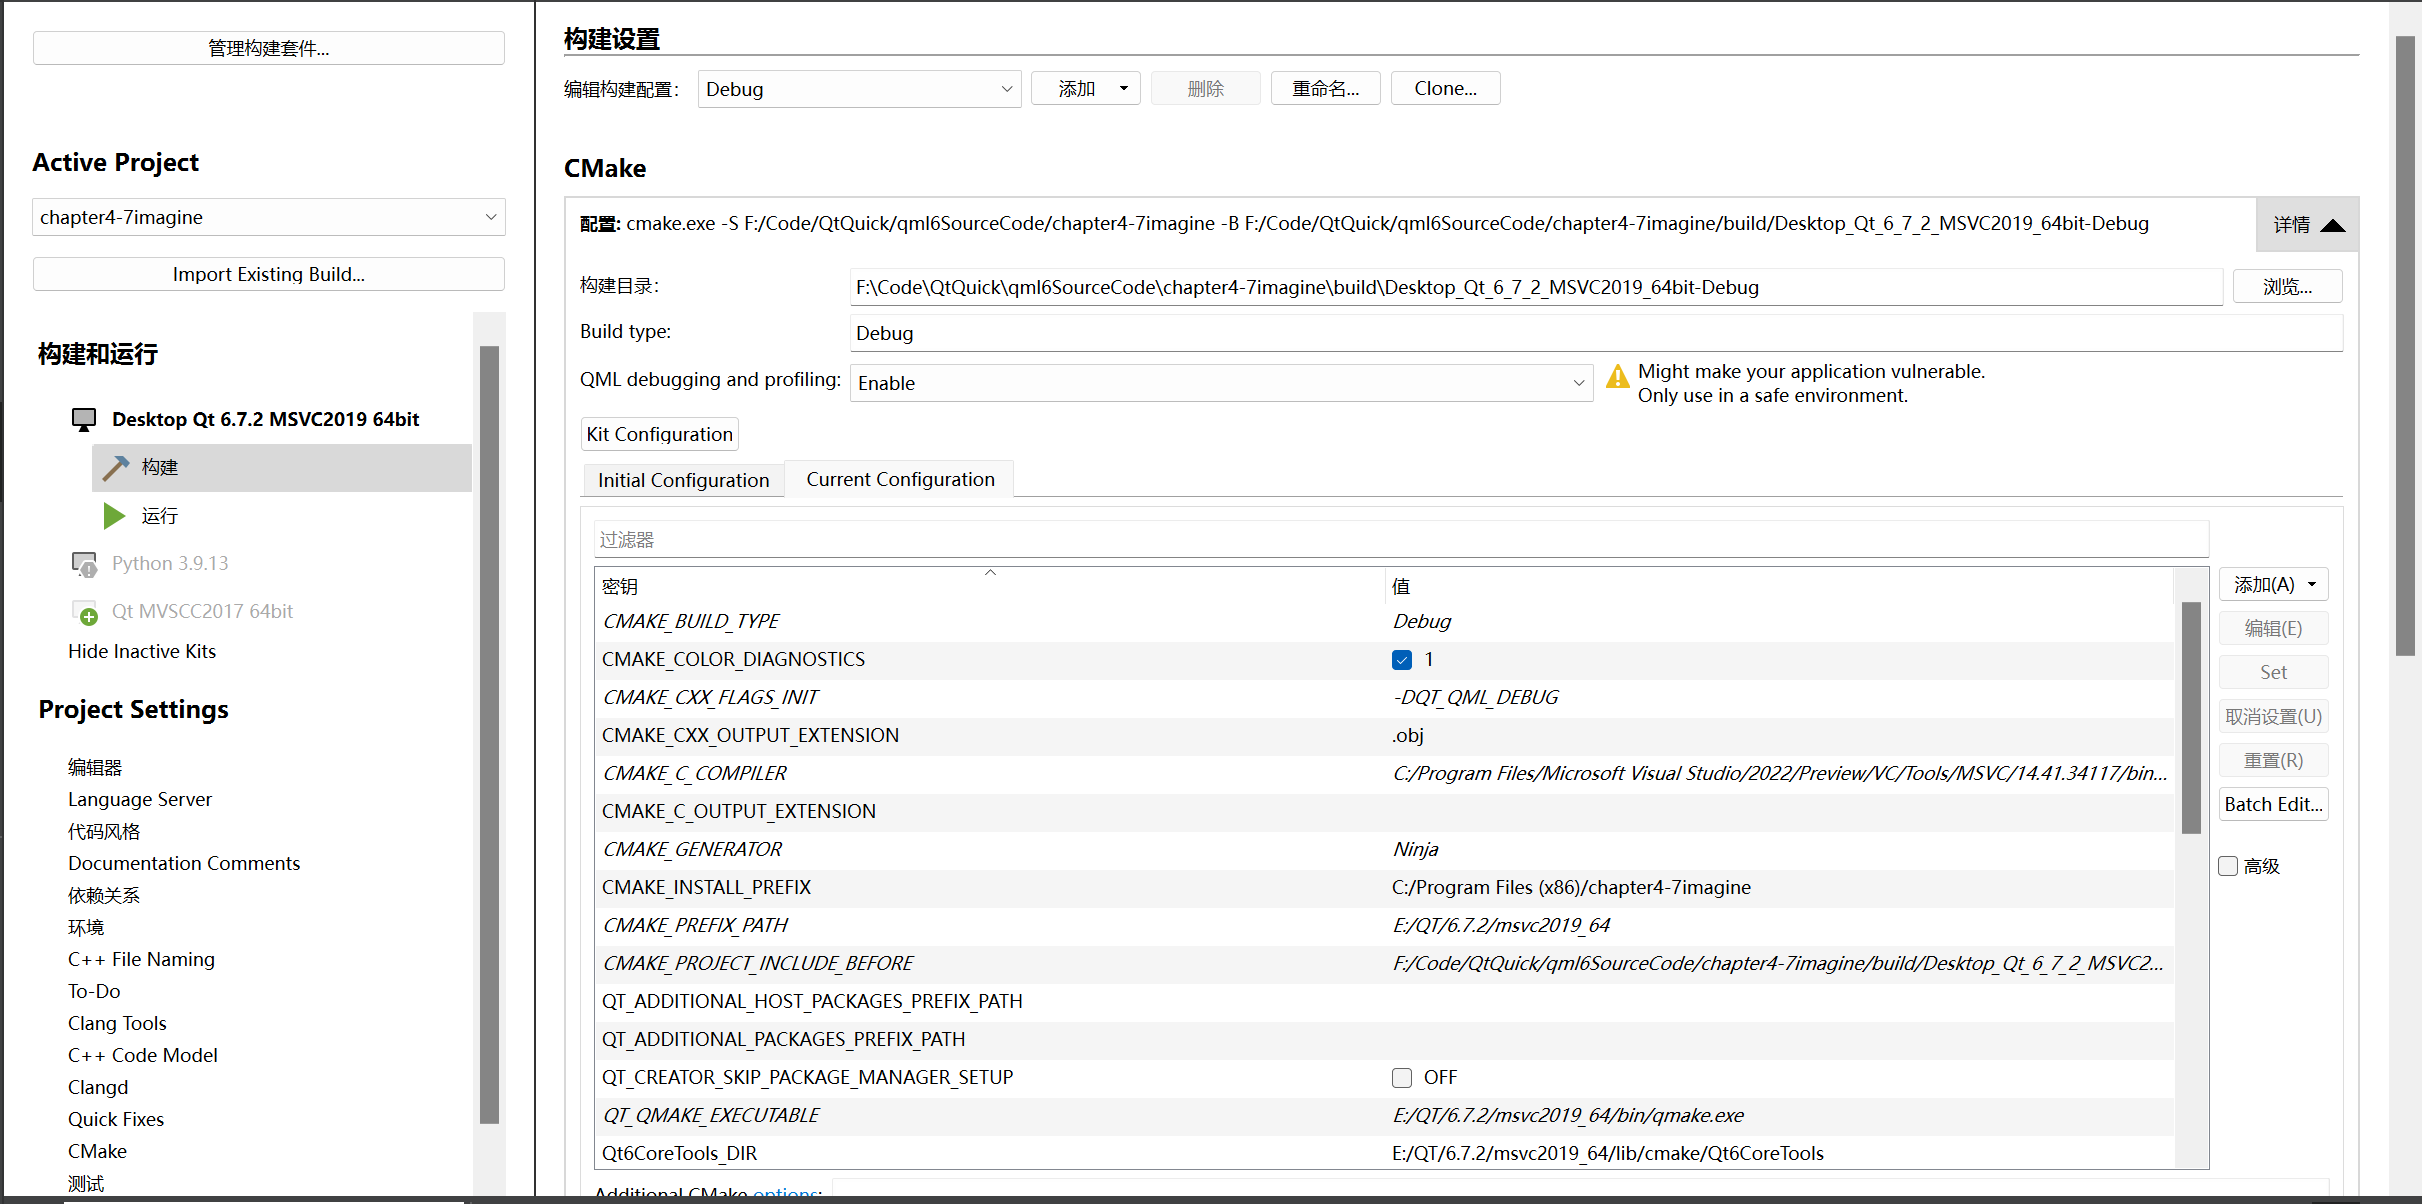 管理构建套件...
Active Project
chapter4-7imagine
Import Existing Build...
构建和运行
Desktop Qt 6.7.2 MSVC2019 64bit
构建
运行
Python 3.9.13
Qt MVSCC2017 64bit
Hide Inactive Kits
Project Settings
编辑器
Language Server
代码风格
Documentation Comments
依赖关系
环境
C++ File Naming
To-Do
Clang Tools
C++ Code Model
Clangd
Quick Fixes
CMake
测试
构建设置
编辑构建配置： Debug 添加 删除 重命名... Clone...
CMake
配置: cmake.exe -S F:/Code/QtQuick/qml6SourceCode/chapter4-7imagine -B F:/Code/QtQuick/qml6SourceCode/chapter4-7imagine/build/Desktop_Qt_6_7_2_MSVC2019_64bit-Debug 详情
构建目录： F:\Code\QtQuick\qml6SourceCode\chapter4-7imagine\build\Desktop_Qt_6_7_2_MSVC2019_64bit-Debug 浏览...
Build type: Debug
QML debugging and profiling: Enable Might make your application vulnerable.
Only use in a safe environment.
Kit Configuration
Initial Configuration Current Configuration
过滤器
密钥 值
CMAKE_BUILD_TYPE Debug
CMAKE_COLOR_DIAGNOSTICS 1
CMAKE_CXX_FLAGS_INIT -DQT_QML_DEBUG
CMAKE_CXX_OUTPUT_EXTENSION .obj
CMAKE_C_COMPILER C:/Program Files/Microsoft Visual Studio/2022/Preview/VC/Tools/MSVC/14.41.34117/bin...
CMAKE_C_OUTPUT_EXTENSION
CMAKE_GENERATOR Ninja
CMAKE_INSTALL_PREFIX C:/Program Files (x86)/chapter4-7imagine
CMAKE_PREFIX_PATH E:/QT/6.7.2/msvc2019_64
CMAKE_PROJECT_INCLUDE_BEFORE F:/Code/QtQuick/qml6SourceCode/chapter4-7imagine/build/Desktop_Qt_6_7_2_MSVC2...
QT_ADDITIONAL_HOST_PACKAGES_PREFIX_PATH
QT_ADDITIONAL_PACKAGES_PREFIX_PATH
QT_CREATOR_SKIP_PACKAGE_MANAGER_SETUP OFF
QT_QMAKE_EXECUTABLE E:/QT/6.7.2/msvc2019_64/bin/qmake.exe
Qt6CoreTools_DIR E:/QT/6.7.2/msvc2019_64/lib/cmake/Qt6CoreTools
添加(A)
编辑(E)
Set
取消设置(U)
重置(R)
Batch Edit...
高级
Additional CMake options: